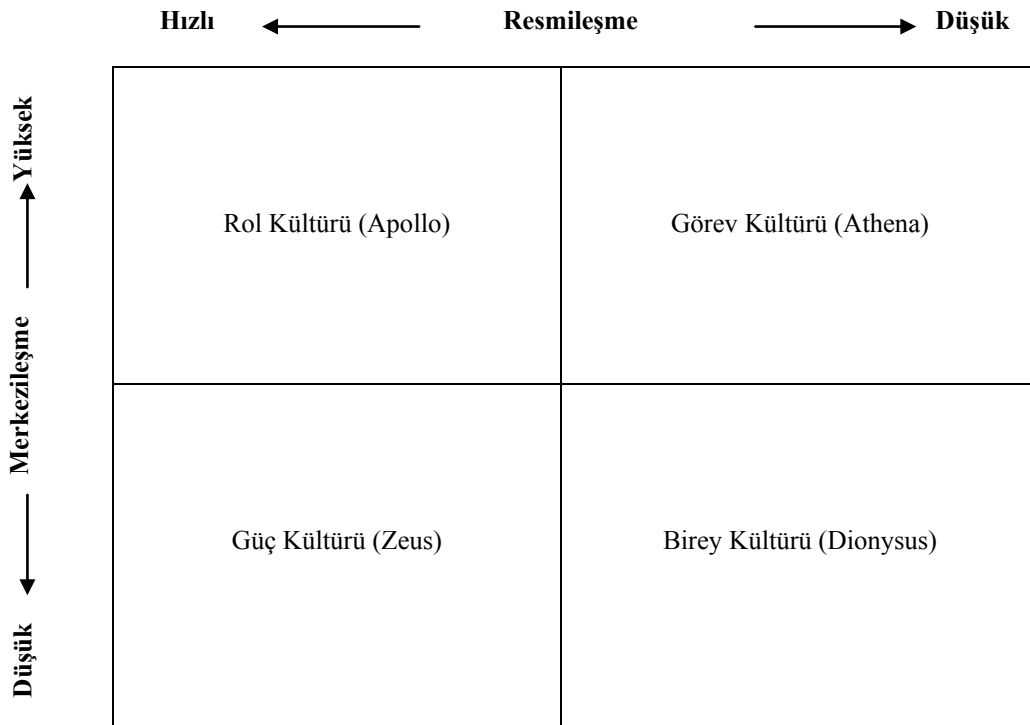 Hızlı Resmileşme Düşük
Yüksek
Rol Kültürü (Apollo) Görev Kültürü (Athena)
Merkezileşme
Güç Kültürü (Zeus) Birey Kültürü (Dionysus)
Düşük